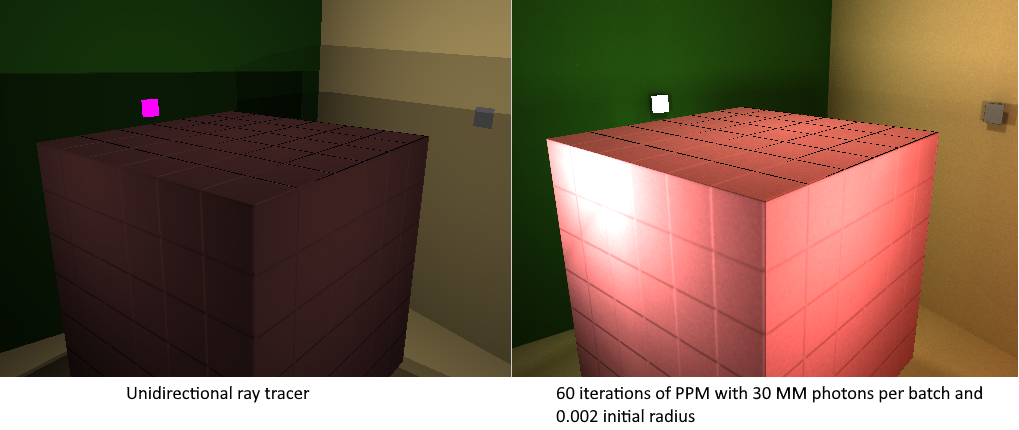 Unidirectional ray tracer
60 iterations of PPM with 30 MM photons per batch and
0.002 initial radius